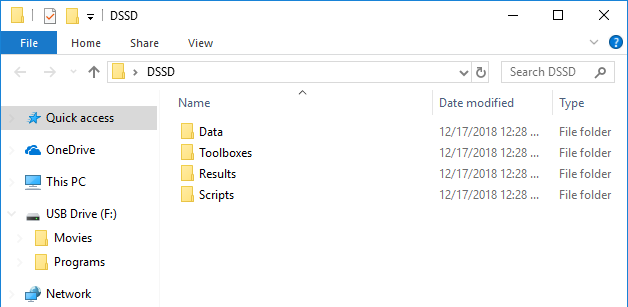 DSSD
File Home Share View
DSSD Search DSSD
Name Date modified Type
Quick access
OneDrive
This PC
USB Drive (F:)
Movies
Programs
Network
Data 12/17/2018 12:28 ... File folder
Toolboxes 12/17/2018 12:28 ... File folder
Results 12/17/2018 12:28 ... File folder
Scripts 12/17/2018 12:28 ... File folder